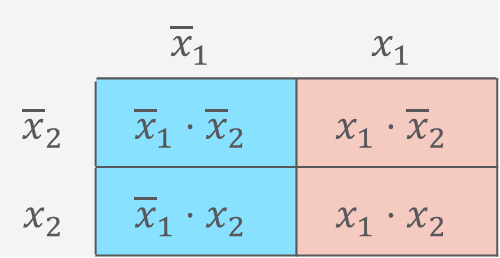 x̅₁ x₁
x̅₂ x̅₁ · x̅₂ x₁ · x̅₂
x₂ x̅₁ · x₂ x₁ · x₂